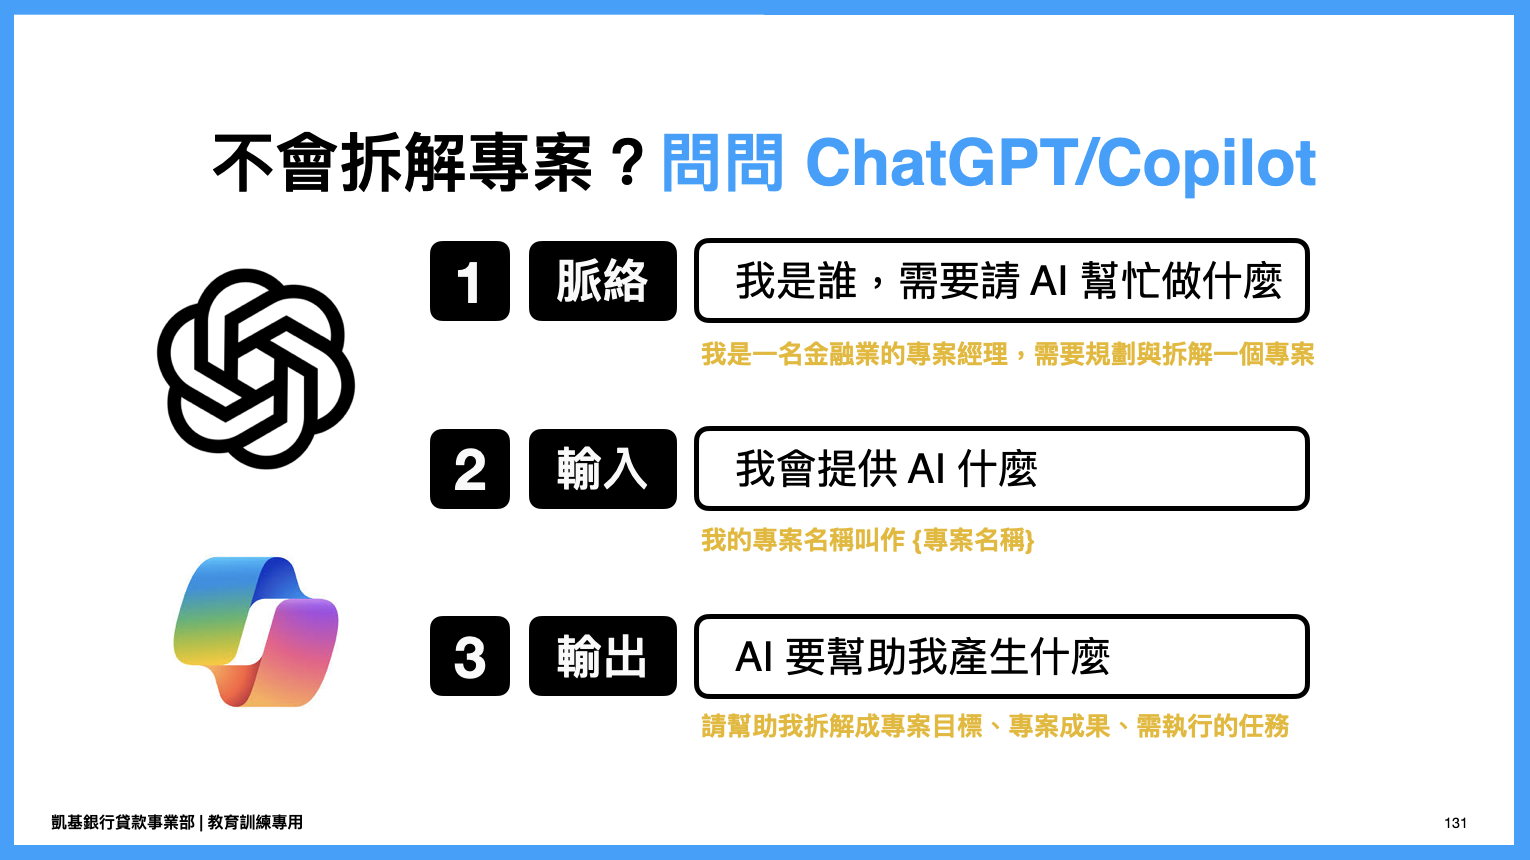 不會拆解專案？問問 ChatGPT/Copilot
1 脈絡 我是誰，需要請 AI 幫忙做什麼
我是一名金融業的專案經理，需要規劃與拆解一個專案
2 輸入 我會提供 AI 什麼
我的專案名稱叫作 {專案名稱}
3 輸出 AI 要幫助我產生什麼
請幫助我拆解成專案目標、專案成果、需執行的任務
凱基銀行貸款事業部 | 教育訓練專用
131